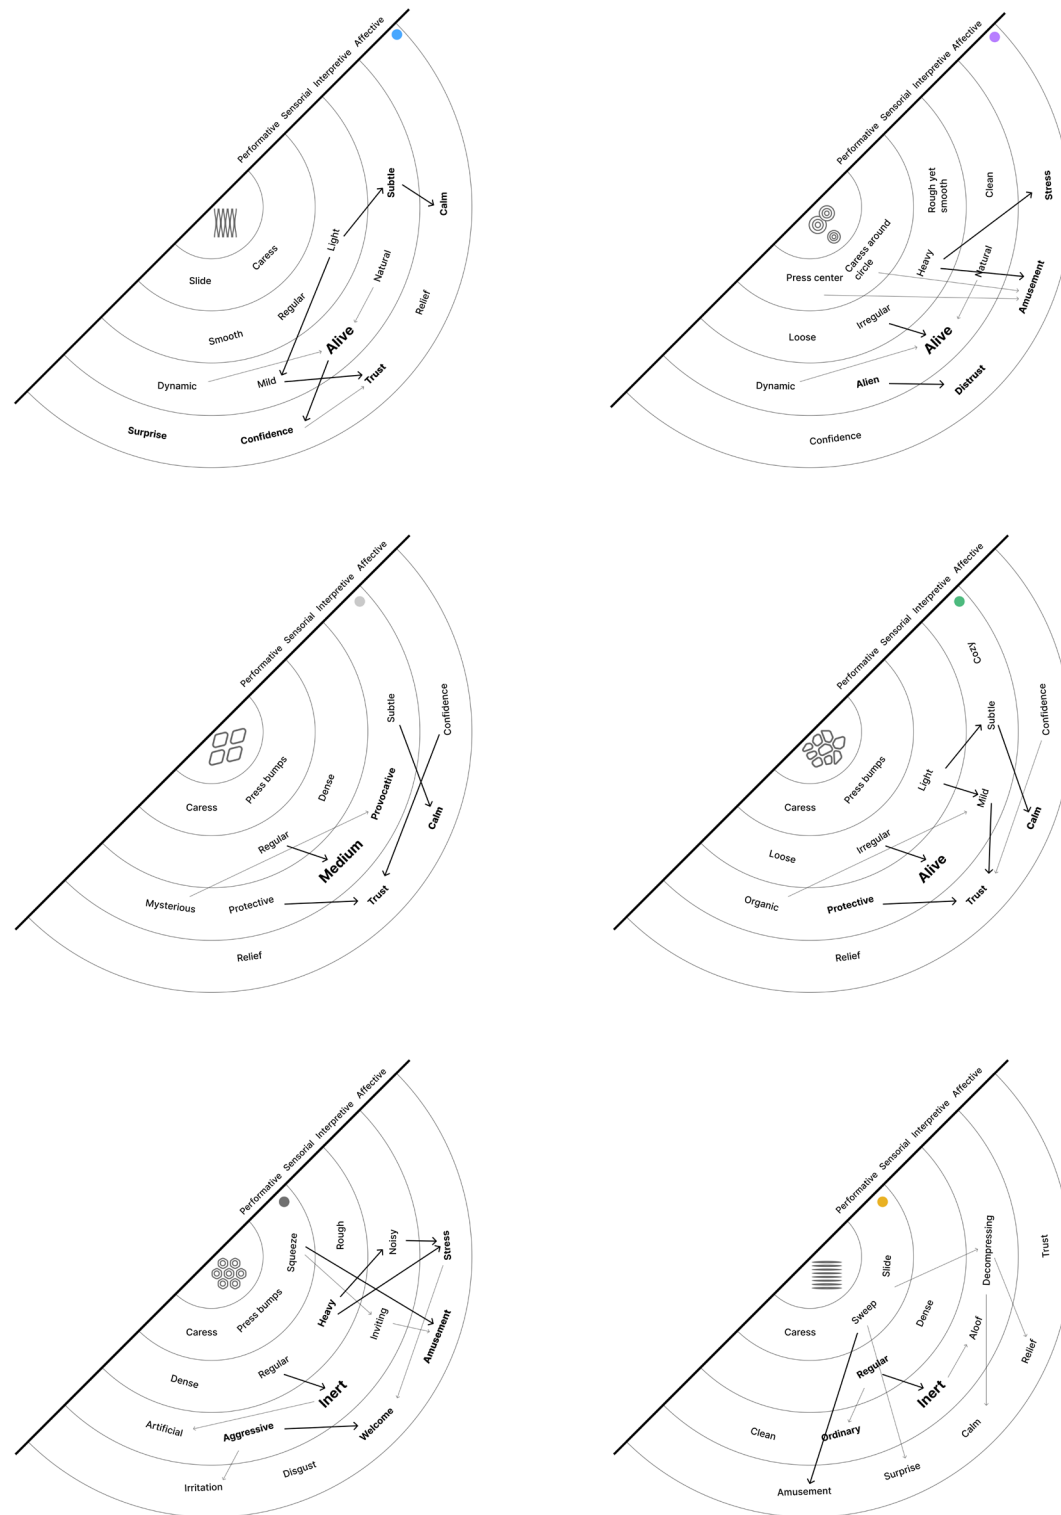 Performative Sensorial Interpretive Affective
Subtle
Calm
Light
Caress
Natural
Slide
Regular
Relief
Smooth
Alive
Dynamic
Mild
Trust
Surprise
Confidence
Performative Sensorial Interpretive Affective
Rough yet
smooth
Clean
Stress
Caress around
circle
Press center
Heavy
Natural
Amusement
Irregular
Loose
Alive
Dynamic
Alien
Distrust
Confidence
Performative Sensorial Interpretive Affective
Subtle
Confidence
Press bumps
Dense
Provocative
Caress
Calm
Regular
Medium
Mysterious
Protective
Trust
Relief
Performative Sensorial Interpretive Affective
Cozy
Subtle
Confidence
Press bumps
Light
Mild
Caress
Calm
Irregular
Loose
Alive
Organic
Protective
Trust
Relief
Performative Sensorial Interpretive Affective
Squeeze
Rough
Noisy
Stress
Press bumps
Heavy
Inviting
Caress
Amusement
Regular
Dense
Inert
Artificial
Aggressive
Welcome
Disgust
Irritation
Performative Sensorial Interpretive Affective
Slide
Decompressing
Trust
Sweep
Dense
Aloof
Caress
Relief
Regular
Inert
Clean
Ordinary
Calm
Surprise
Amusement